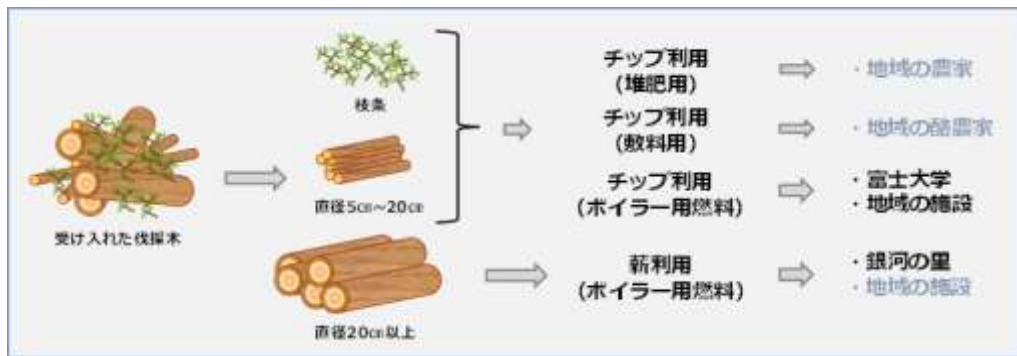 受け入れた伐採木
枝条
直径5㎝～20㎝
直径20㎝以上
チップ利用
(堆肥用)
・地域の農家
チップ利用
(敷料用)
・地域の酪農家
チップ利用
(ボイラー用燃料)
・富士大学
・地域の施設
薪利用
(ボイラー用燃料)
・銀河の里
・地域の施設